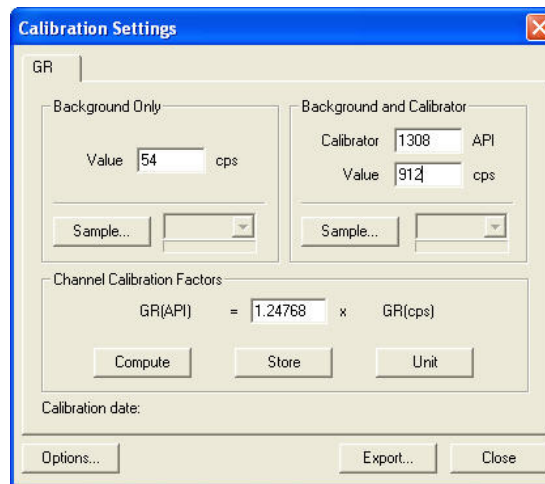 Calibration Settings
GR
Background Only
Value 54 cps
Sample...
Background and Calibrator
Calibrator 1308 API
Value 912 cps
Sample...
Channel Calibration Factors
GR(API) = 1.24768 x GR(cps)
Compute Store Unit
Calibration date:
Options... Export... Close